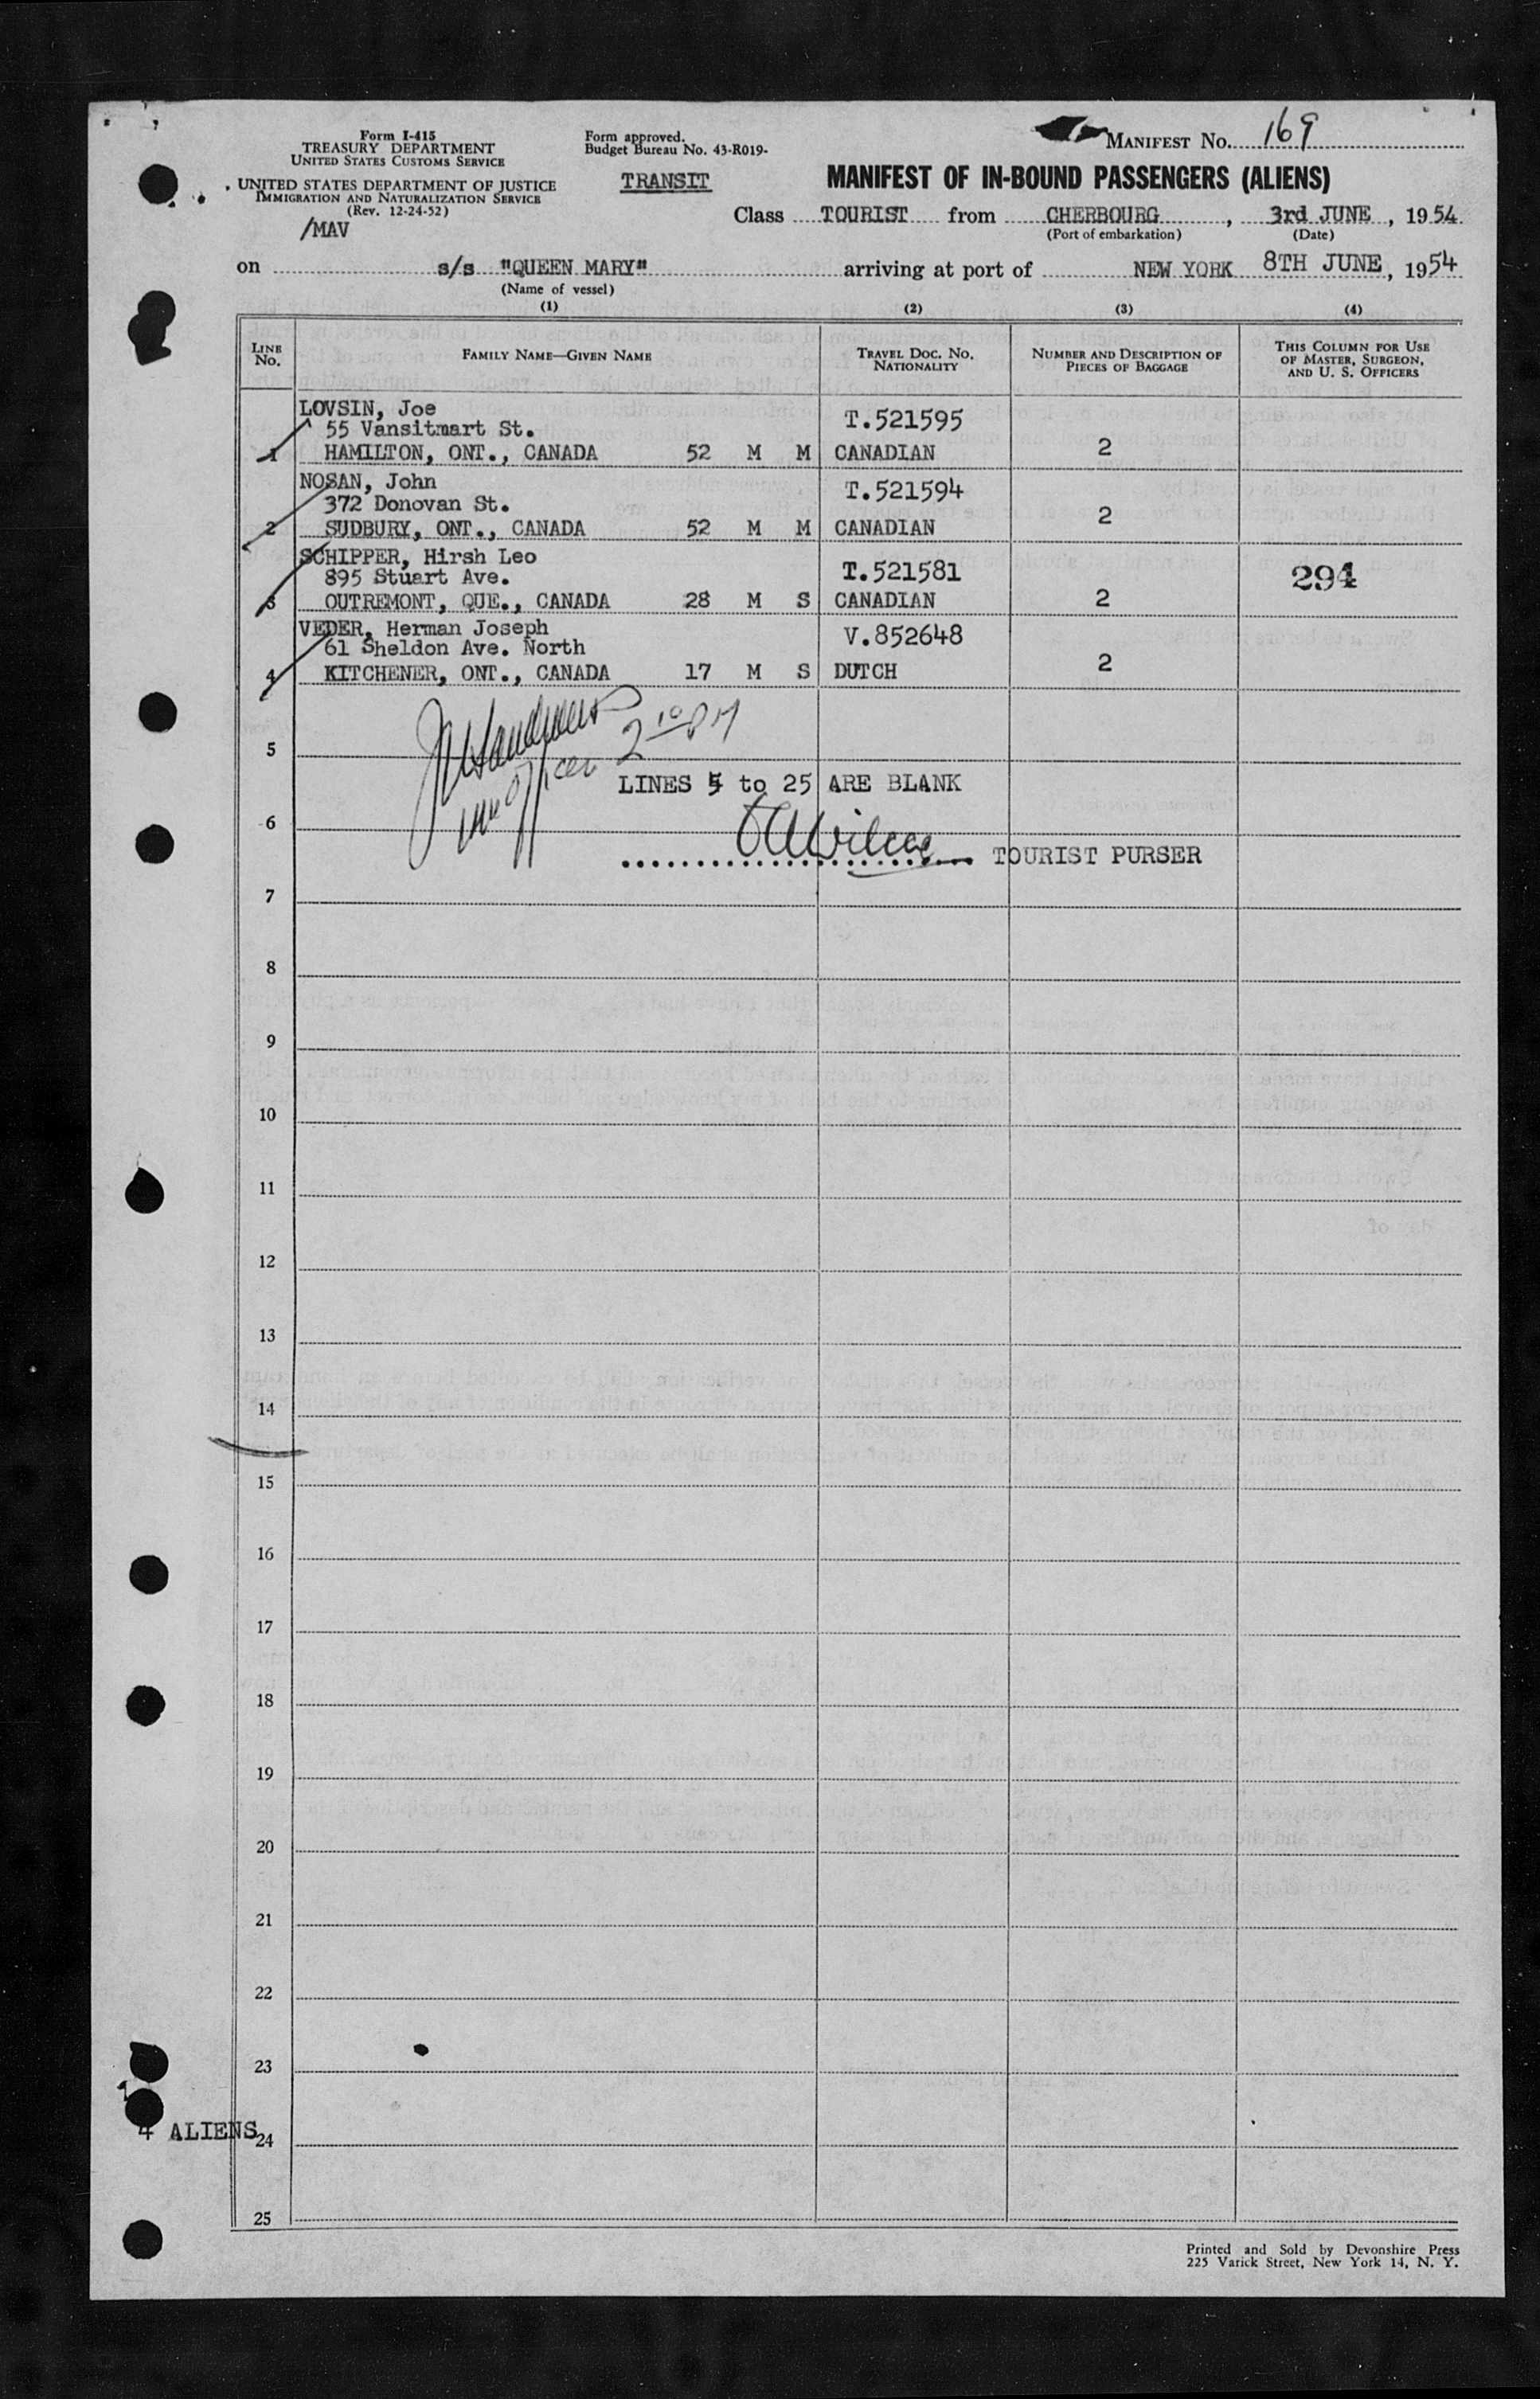 Form I-415
TREASURY DEPARTMENT
UNITED STATES CUSTOMS SERVICE
UNITED STATES DEPARTMENT OF JUSTICE
IMMIGRATION AND NATURALIZATION SERVICE
(Rev. 12-24-52)
/MAV
Form approved.
Budget Bureau No. 43-R019-
TRANSIT
MANIFEST No. 169
MANIFEST OF IN-BOUND PASSENGERS (ALIENS)
Class TOURIST from CHERBOURG, 3rd JUNE, 1954
(Port of embarkation) (Date)
on s/s "QUEEN MARY" arriving at port of NEW YORK 8TH JUNE, 1954
(Name of vessel)
(1) (2) (3) (4)
LINE No. FAMILY NAME—GIVEN NAME TRAVEL DOC. No. NATIONALITY NUMBER AND DESCRIPTION OF PIECES OF BAGGAGE THIS COLUMN FOR USE OF MASTER, SURGEON, AND U. S. OFFICERS
LOVSIN, Joe T.521595
55 Vansitmart St.
1 HAMILTON, ONT., CANADA 52 M M CANADIAN 2
NOSAN, John T.521594
372 Donovan St.
2 SUDBURY, ONT., CANADA 52 M M CANADIAN 2
SCHIPPER, Hirsh Leo T.521581 294
895 Stuart Ave.
3 OUTREMONT, QUE., CANADA 28 M S CANADIAN 2
VEDER, Herman Joseph V.852648
61 Sheldon Ave. North
4 KITCHENER, ONT., CANADA 17 M S DUTCH 2
2 10 PM
5
LINES 5 to 25 ARE BLANK
6
TOURIST PURSER
7
8
9
10
11
12
13
14
15
16
17
18
19
20
21
22
23
4 ALIENS
24
25
Printed and Sold by Devonshire Press
225 Varick Street, New York 14, N. Y.